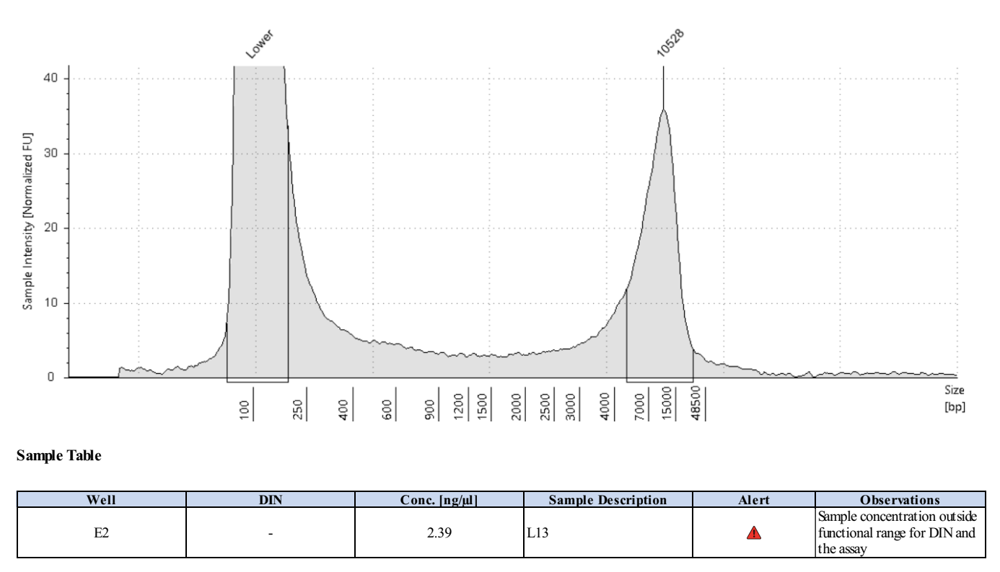 Lower
10528
40
30
20
10
0
Sample Intensity [Normalized FU]
100
250
400
600
900
1200
1500
2000
2500
3000
4000
7000
15000
48500
Size
[bp]
Sample Table
Well DIN Conc. [ng/µl] Sample Description Alert Observations
E2 - 2.39 L13 Sample concentration outside
functional range for DIN and
the assay